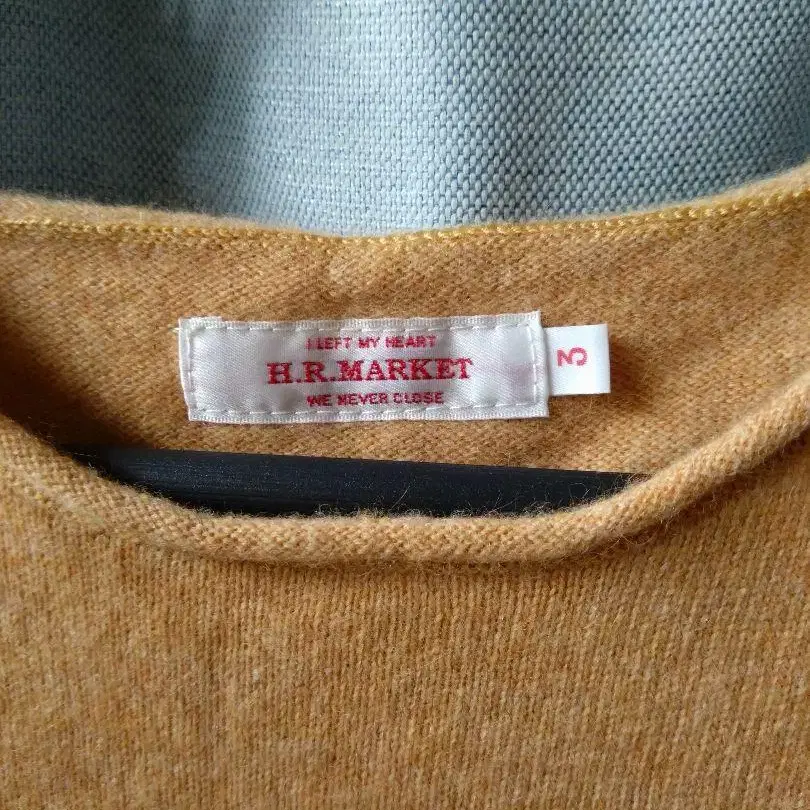 I LEFT MY HEART
H.R.MARKET
WE NEVER CLOSE
3